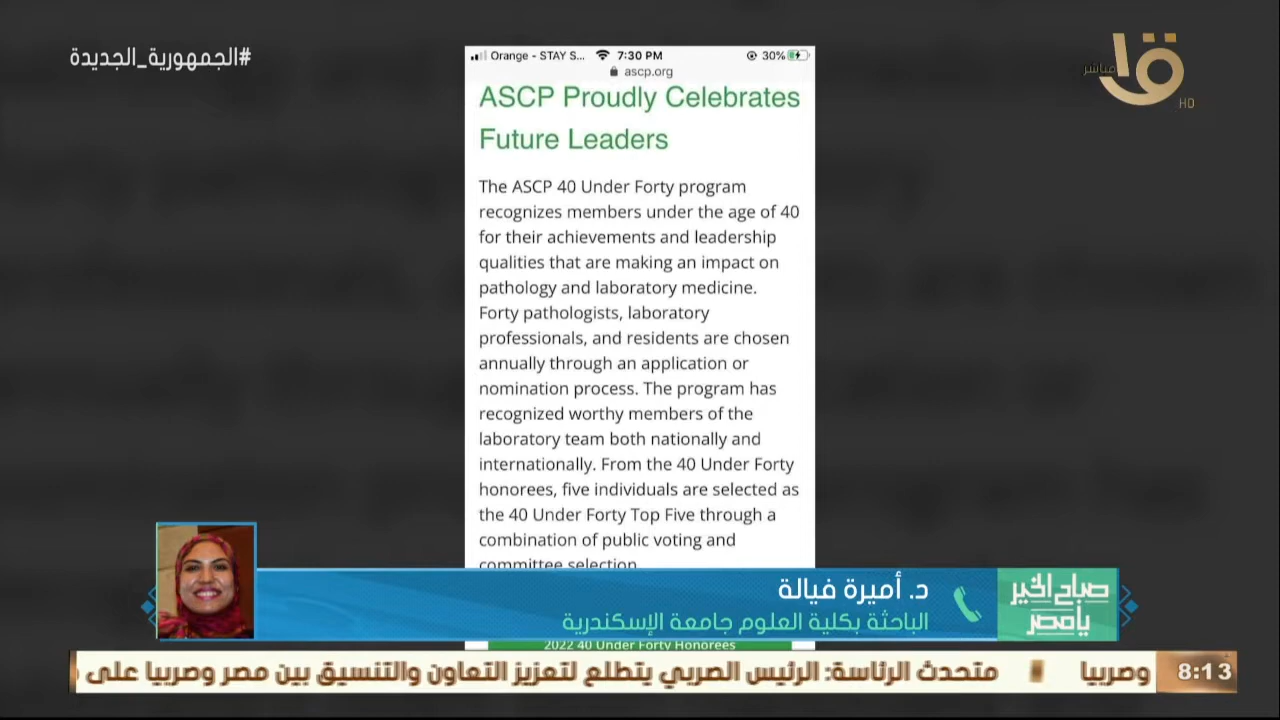 #الجمهورية_الجديدة
مباشر
HD
Orange - STAY S... 7:30 PM 30%
ascp.org
ASCP Proudly Celebrates
Future Leaders
The ASCP 40 Under Forty program
recognizes members under the age of 40
for their achievements and leadership
qualities that are making an impact on
pathology and laboratory medicine.
Forty pathologists, laboratory
professionals, and residents are chosen
annually through an application or
nomination process. The program has
recognized worthy members of the
laboratory team both nationally and
internationally. From the 40 Under Forty
honorees, five individuals are selected as
the 40 Under Forty Top Five through a
combination of public voting and
committee selection.
د. أميرة فيالة
الباحثة بكلية العلوم جامعة الإسكندرية
صباح الخير
يا مصر
2022 40 Under Forty Honorees
وصربيا متحدث الرئاسة: الرئيس الصربي يتطلع لتعزيز التعاون والتنسيق بين مصر وصربيا على
8:13